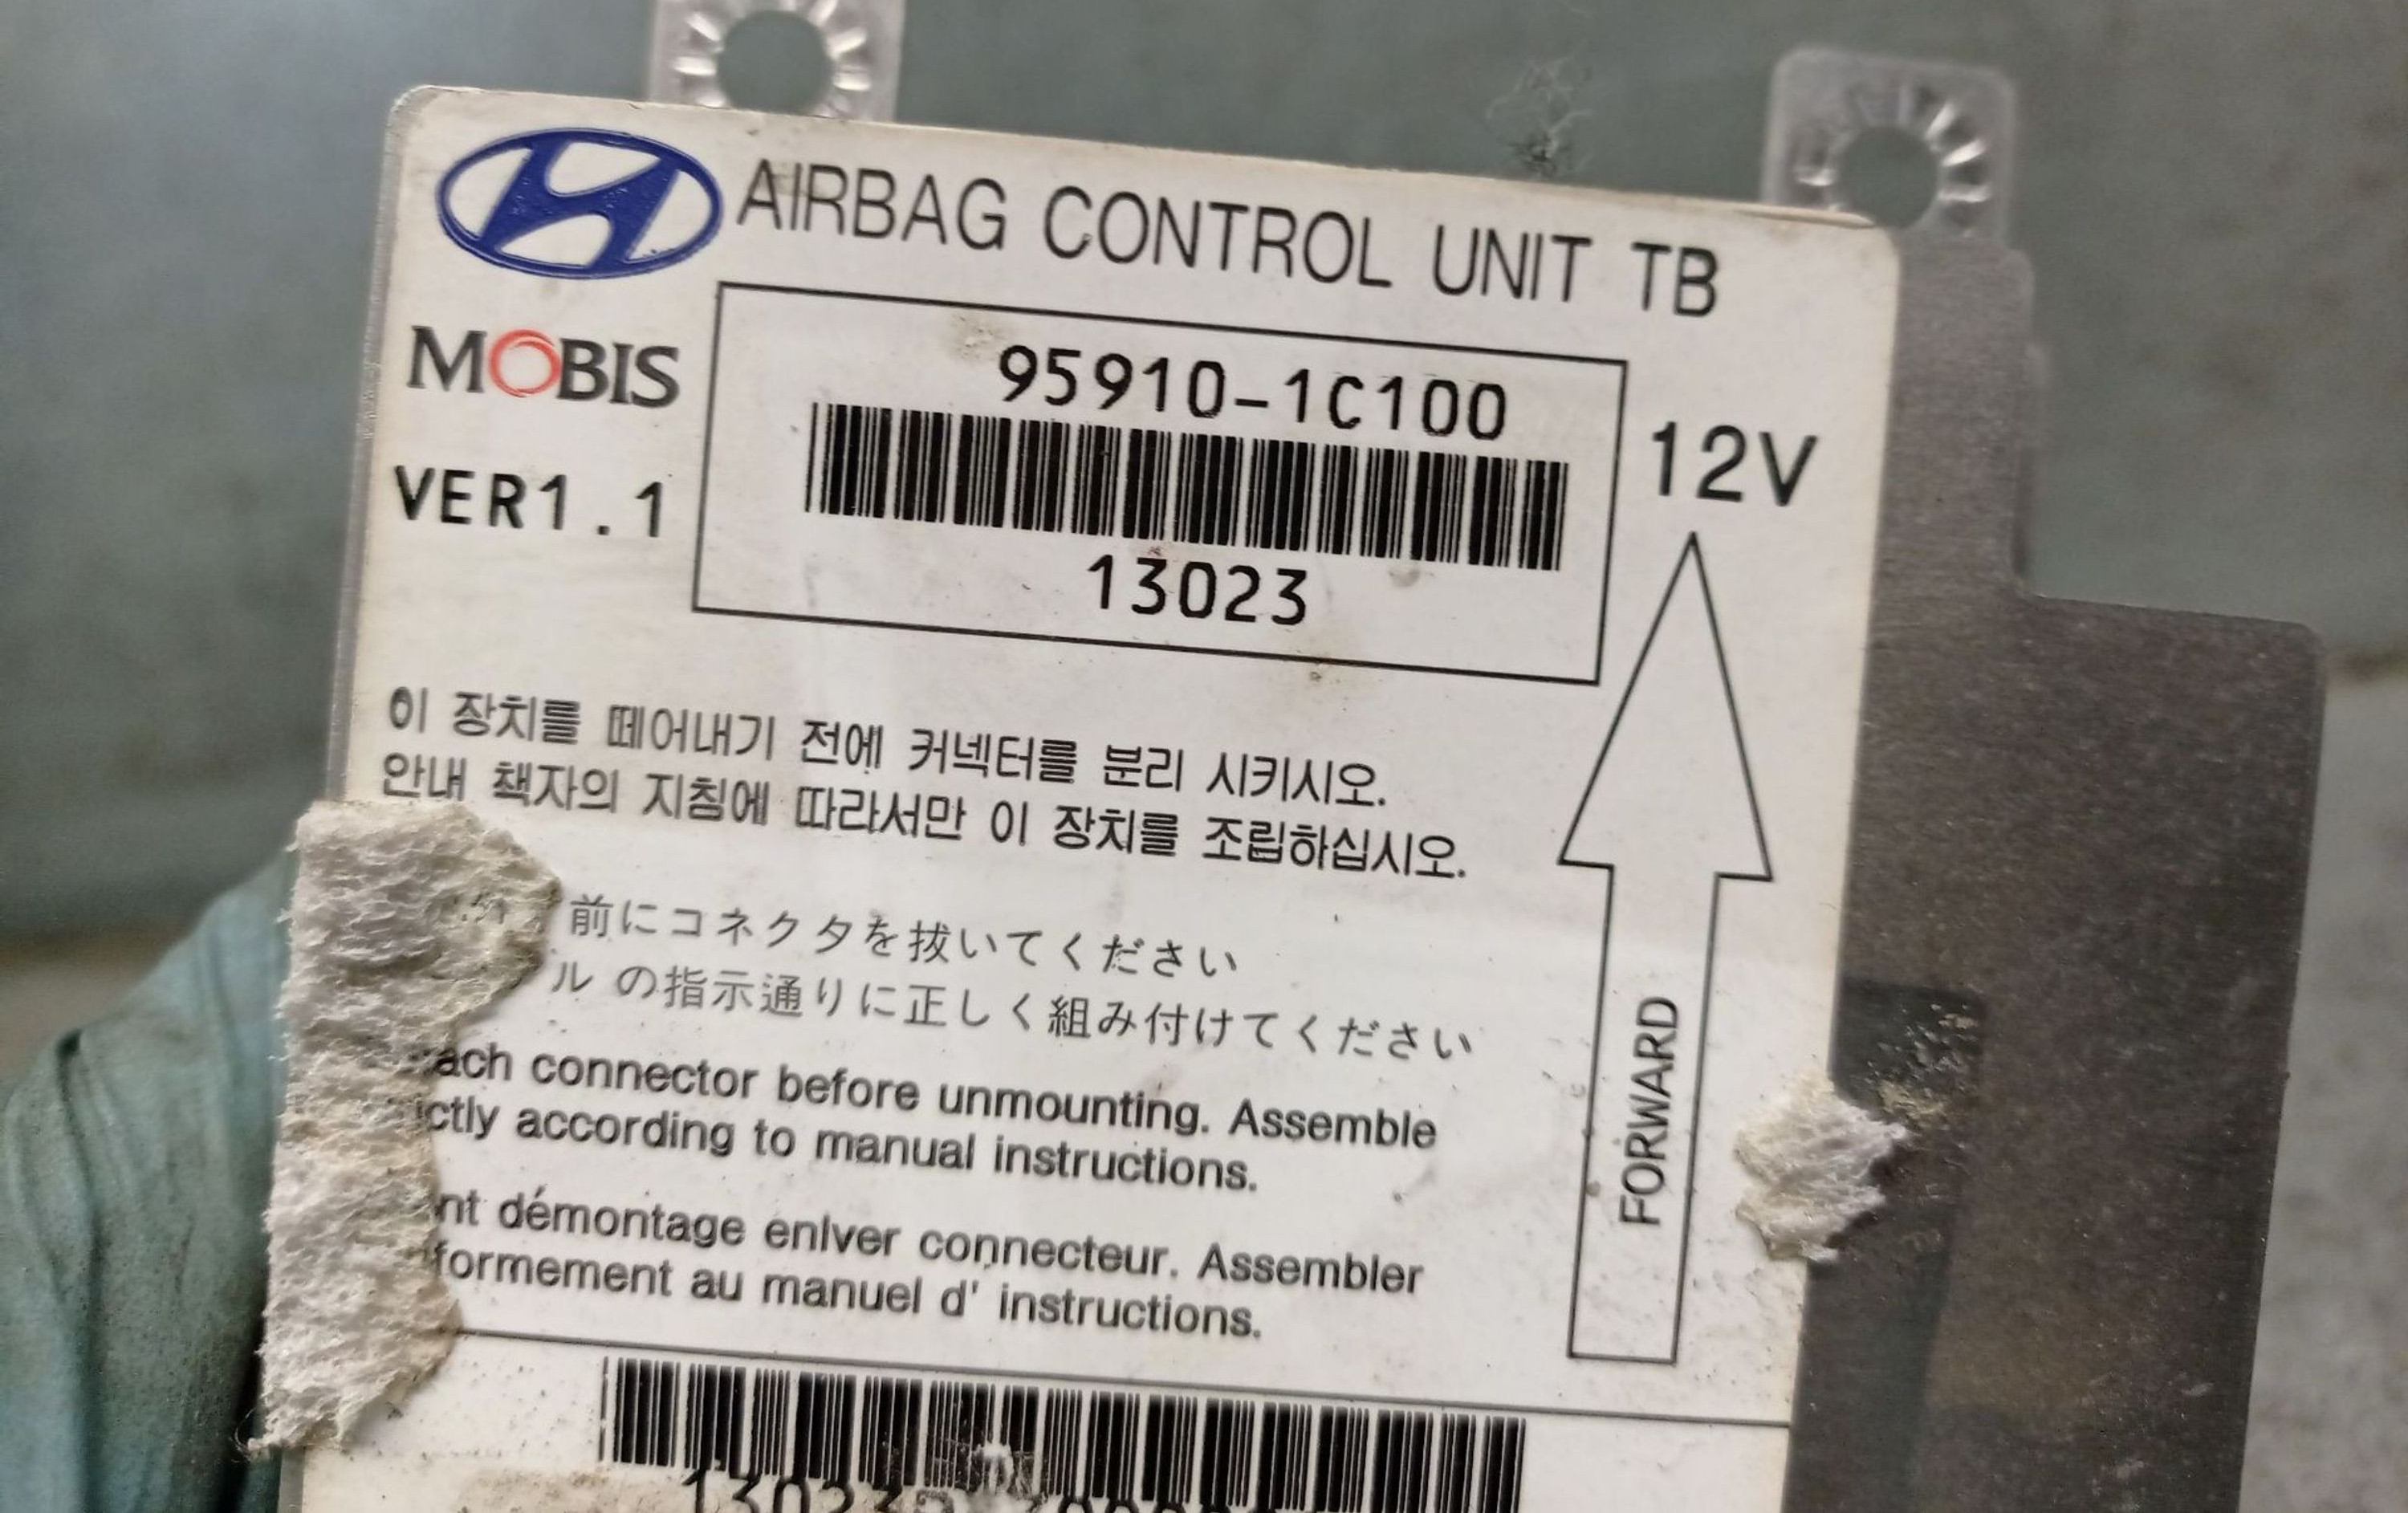 AIRBAG CONTROL UNIT TB
MOBIS
95910-1C100
12V
VER1.1
13023
이 장치를 떼어내기 전에 커넥터를 분리 시키시오.
안내 책자의 지침에 따라서만 이 장치를 조립하십시오.
前にコネクタを抜いてください
ル の指示通りに正しく組み付けてください
connector before unmounting. Assemble
according to manual instructions.
démontage enlver connecteur. Assembler
au manuel d' instructions.
FORWARD